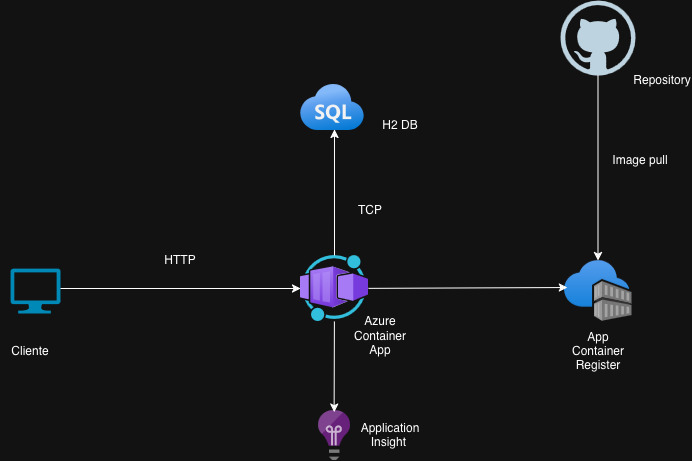 Repository
SQL
H2 DB
Image pull
TCP
HTTP
Azure
Container
App
Cliente
App
Container
Register
Application
Insight